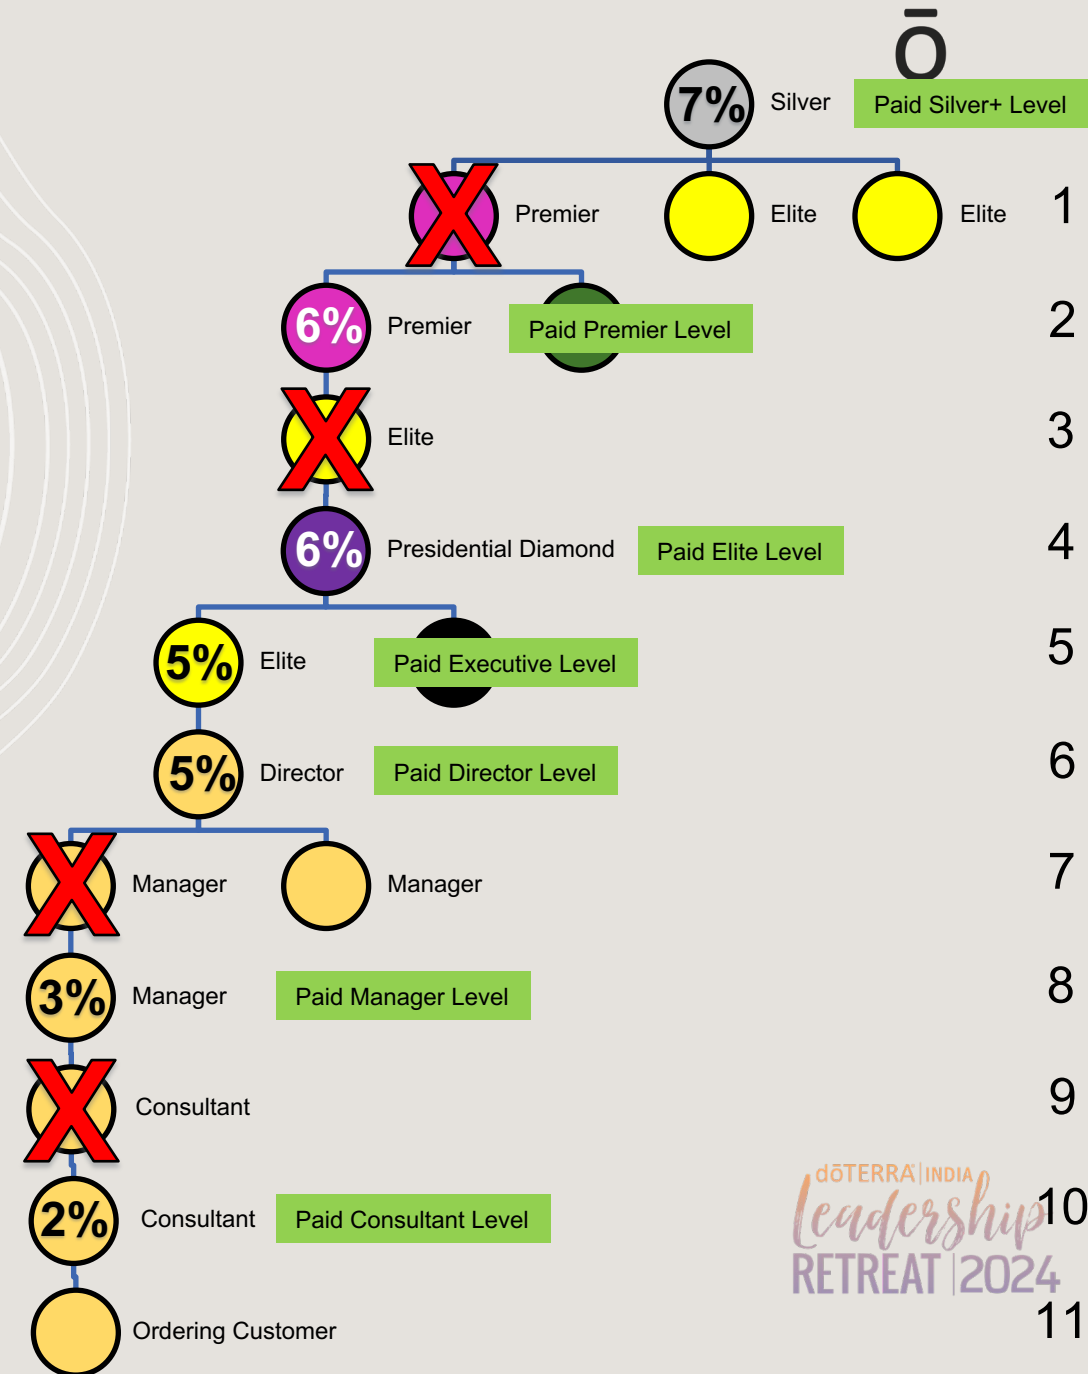 ō
7% Silver Paid Silver+ Level
X Premier Elite Elite 1
6% Premier Paid Premier Level 2
X Elite 3
6% Presidential Diamond Paid Elite Level 4
5% Elite Paid Executive Level 5
5% Director Paid Director Level 6
X Manager Manager 7
3% Manager Paid Manager Level 8
X Consultant 9
2% Consultant Paid Consultant Level 10
Ordering Customer 11
dōTERRA | INDIA
Leadership
RETREAT | 2024